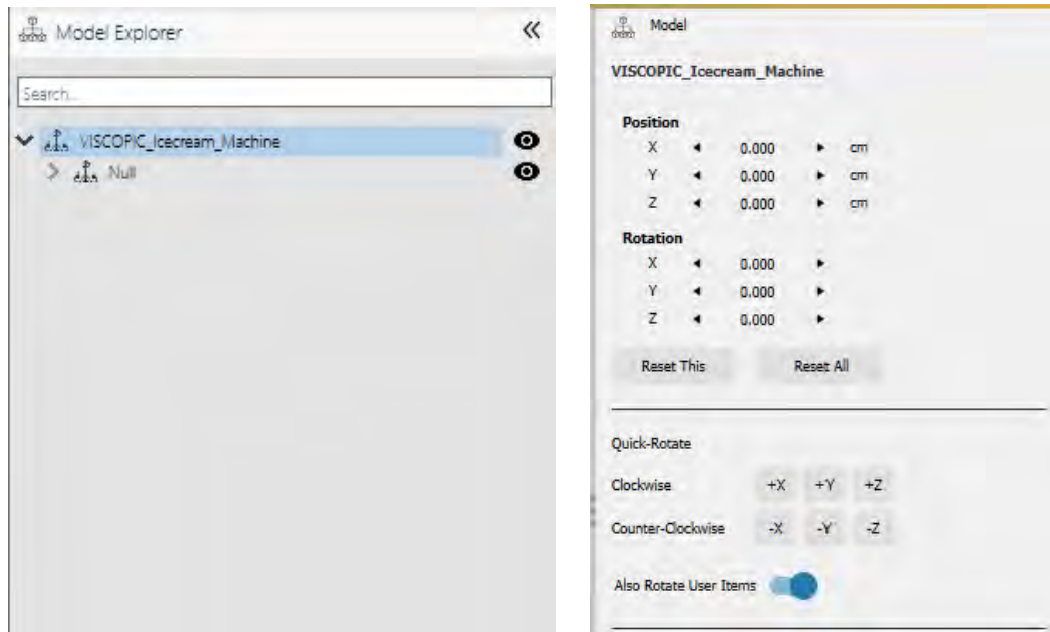 Model Explorer
Search...
VISCOPIC_Icecream_Machine
Null
Model
VISCOPIC_Icecream_Machine
Position
X 0.000 cm
Y 0.000 cm
Z 0.000 cm
Rotation
X 0.000
Y 0.000
Z 0.000
Reset This Reset All
Quick-Rotate
Clockwise +X +Y +Z
Counter-Clockwise -X -Y -Z
Also Rotate User Items